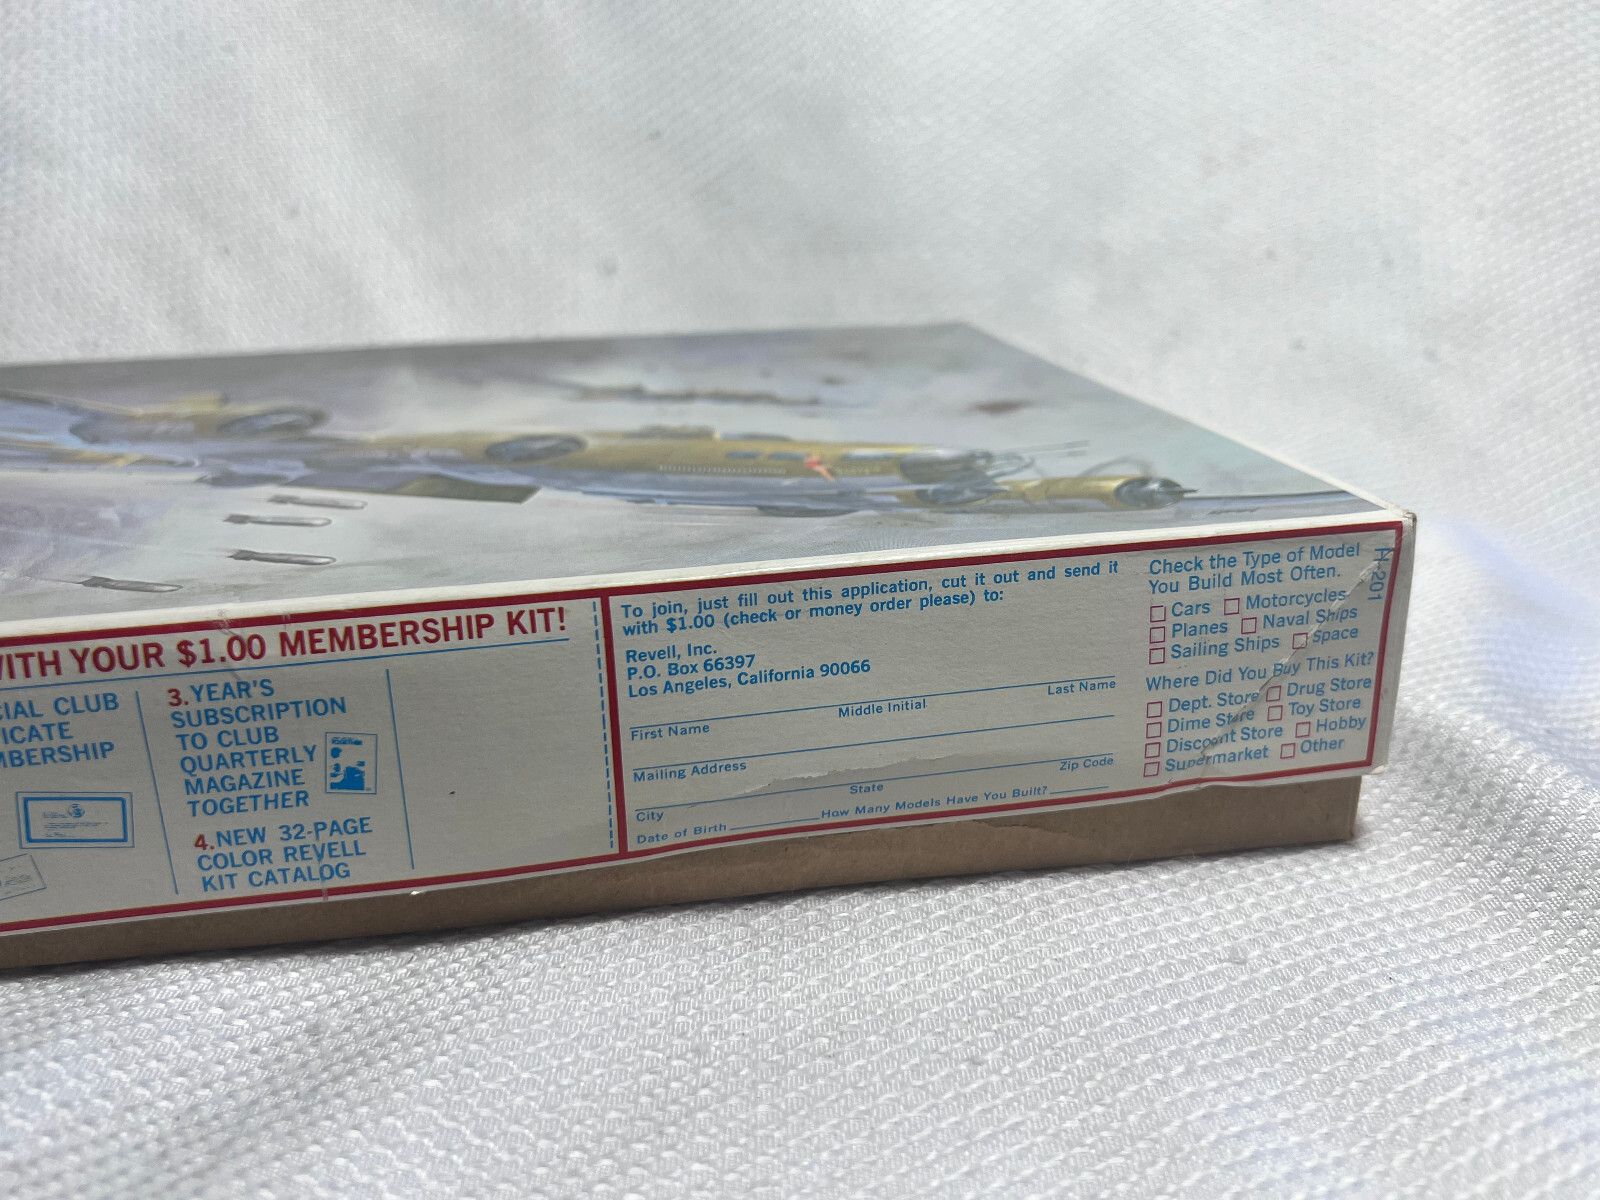 WITH YOUR $1.00 MEMBERSHIP KIT!
CIAL CLUB
ICATE
MBERSHIP
3. YEAR'S
SUBSCRIPTION
TO CLUB
QUARTERLY
MAGAZINE
TOGETHER
4. NEW 32-PAGE
COLOR REVELL
KIT CATALOG
To join, just fill out this application, cut it out and send it
with $1.00 (check or money order please) to:
Revell, Inc.
P.O. Box 66397
Los Angeles, California 90066
First Name Middle Initial Last Name
Mailing Address
City State Zip Code
Date of Birth How Many Models Have You Built?
Check the Type of Model
You Build Most Often.
Cars Motorcycles
Planes Naval Ships
Sailing Ships Space
Where Did You Buy This Kit?
Dept. Store Drug Store
Dime Store Toy Store
Discount Store Hobby
Supermarket Other
H-201